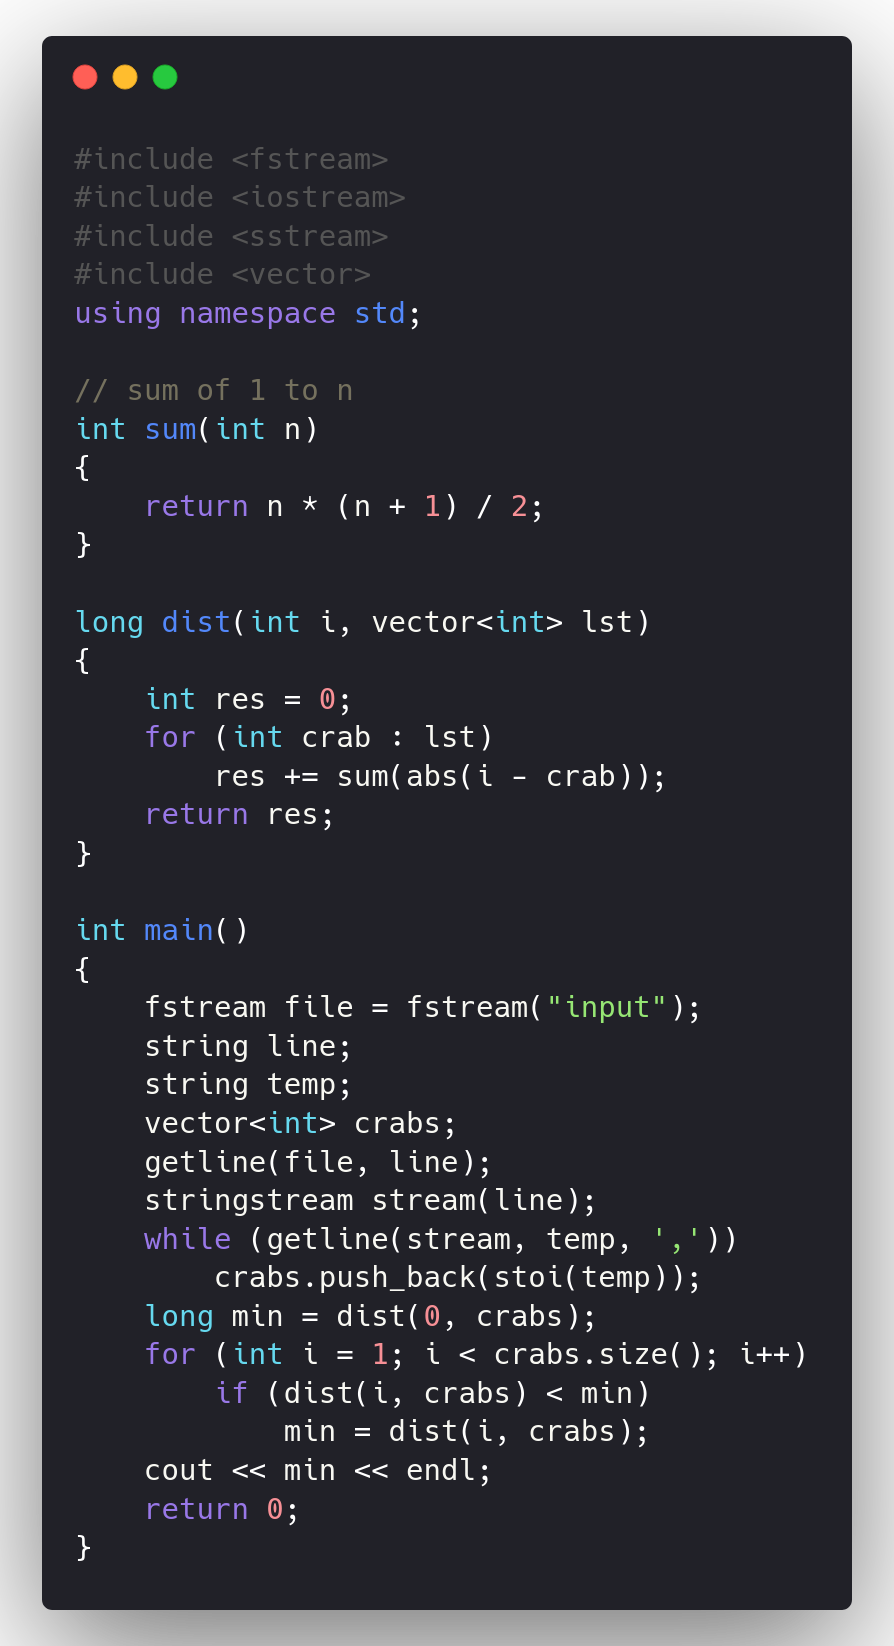 #include <fstream>
#include <iostream>
#include <sstream>
#include <vector>
using namespace std;

// sum of 1 to n
int sum(int n)
{
    return n * (n + 1) / 2;
}

long dist(int i, vector<int> lst)
{
    int res = 0;
    for (int crab : lst)
        res += sum(abs(i - crab));
    return res;
}

int main()
{
    fstream file = fstream("input");
    string line;
    string temp;
    vector<int> crabs;
    getline(file, line);
    stringstream stream(line);
    while (getline(stream, temp, ','))
        crabs.push_back(stoi(temp));
    long min = dist(0, crabs);
    for (int i = 1; i < crabs.size(); i++)
        if (dist(i, crabs) < min)
            min = dist(i, crabs);
    cout << min << endl;
    return 0;
}